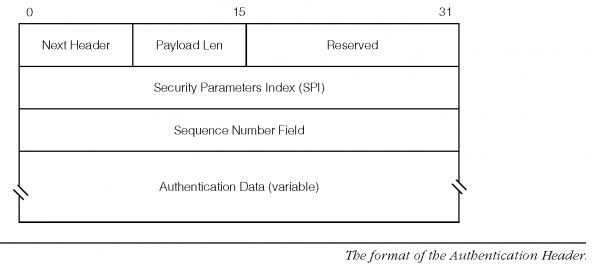 0 15 31
Next Header Payload Len Reserved
Security Parameters Index (SPI)
Sequence Number Field
Authentication Data (variable)
The format of the Authentication Header.